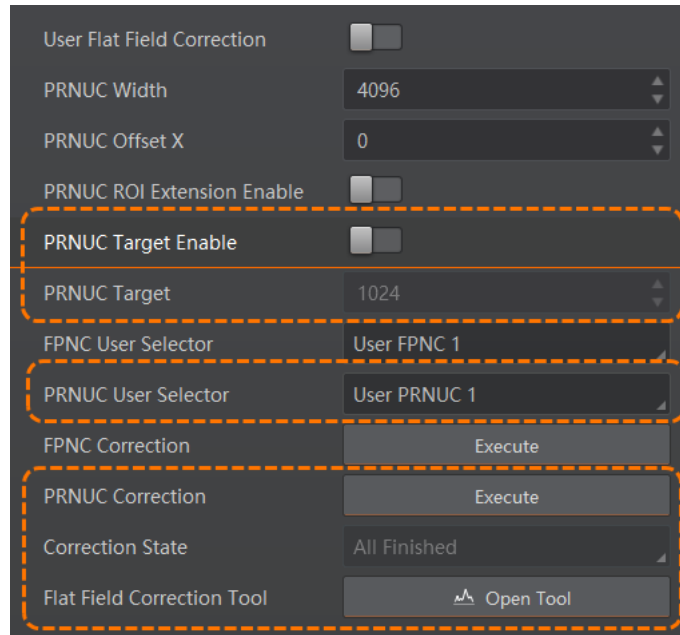 User Flat Field Correction
PRNUC Width 4096
PRNUC Offset X 0
PRNUC ROI Extension Enable
PRNUC Target Enable
PRNUC Target 1024
FPNC User Selector User FPNC 1
PRNUC User Selector User PRNUC 1
FPNC Correction Execute
PRNUC Correction Execute
Correction State All Finished
Flat Field Correction Tool Open Tool